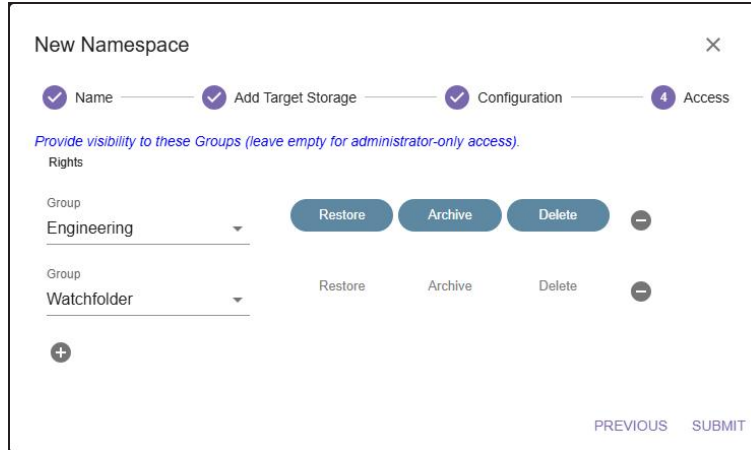 New Namespace
Name Add Target Storage Configuration 4 Access
Provide visibility to these Groups (leave empty for administrator-only access).
Rights
Group
Engineering Restore Archive Delete
Group
Watchfolder Restore Archive Delete
PREVIOUS SUBMIT